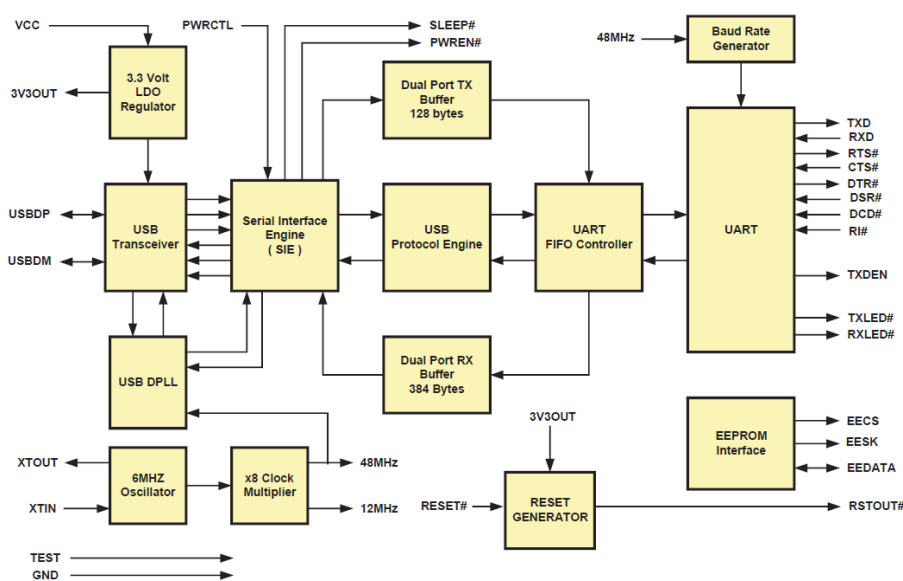 VCC
PWRCTL
SLEEP#
PWREN#
48MHz
Baud Rate
Generator
3.3 Volt
LDO
Regulator
3V3OUT
Dual Port TX
Buffer
128 bytes
TXD
RXD
RTS#
CTS#
DTR#
DSR#
DCD#
RI#
TXDEN
TXLED#
RXLED#
USBDP
USBDM
USB
Transceiver
Serial Interface
Engine
( SIE )
USB
Protocol Engine
UART
FIFO Controller
UART
USB DPLL
Dual Port RX
Buffer
384 Bytes
3V3OUT
EEPROM
Interface
EECS
EESK
EEDATA
XTOUT
XTIN
6MHZ
Oscillator
x8 Clock
Multiplier
48MHz
12MHz
RESET#
RESET
GENERATOR
RSTOUT#
TEST
GND